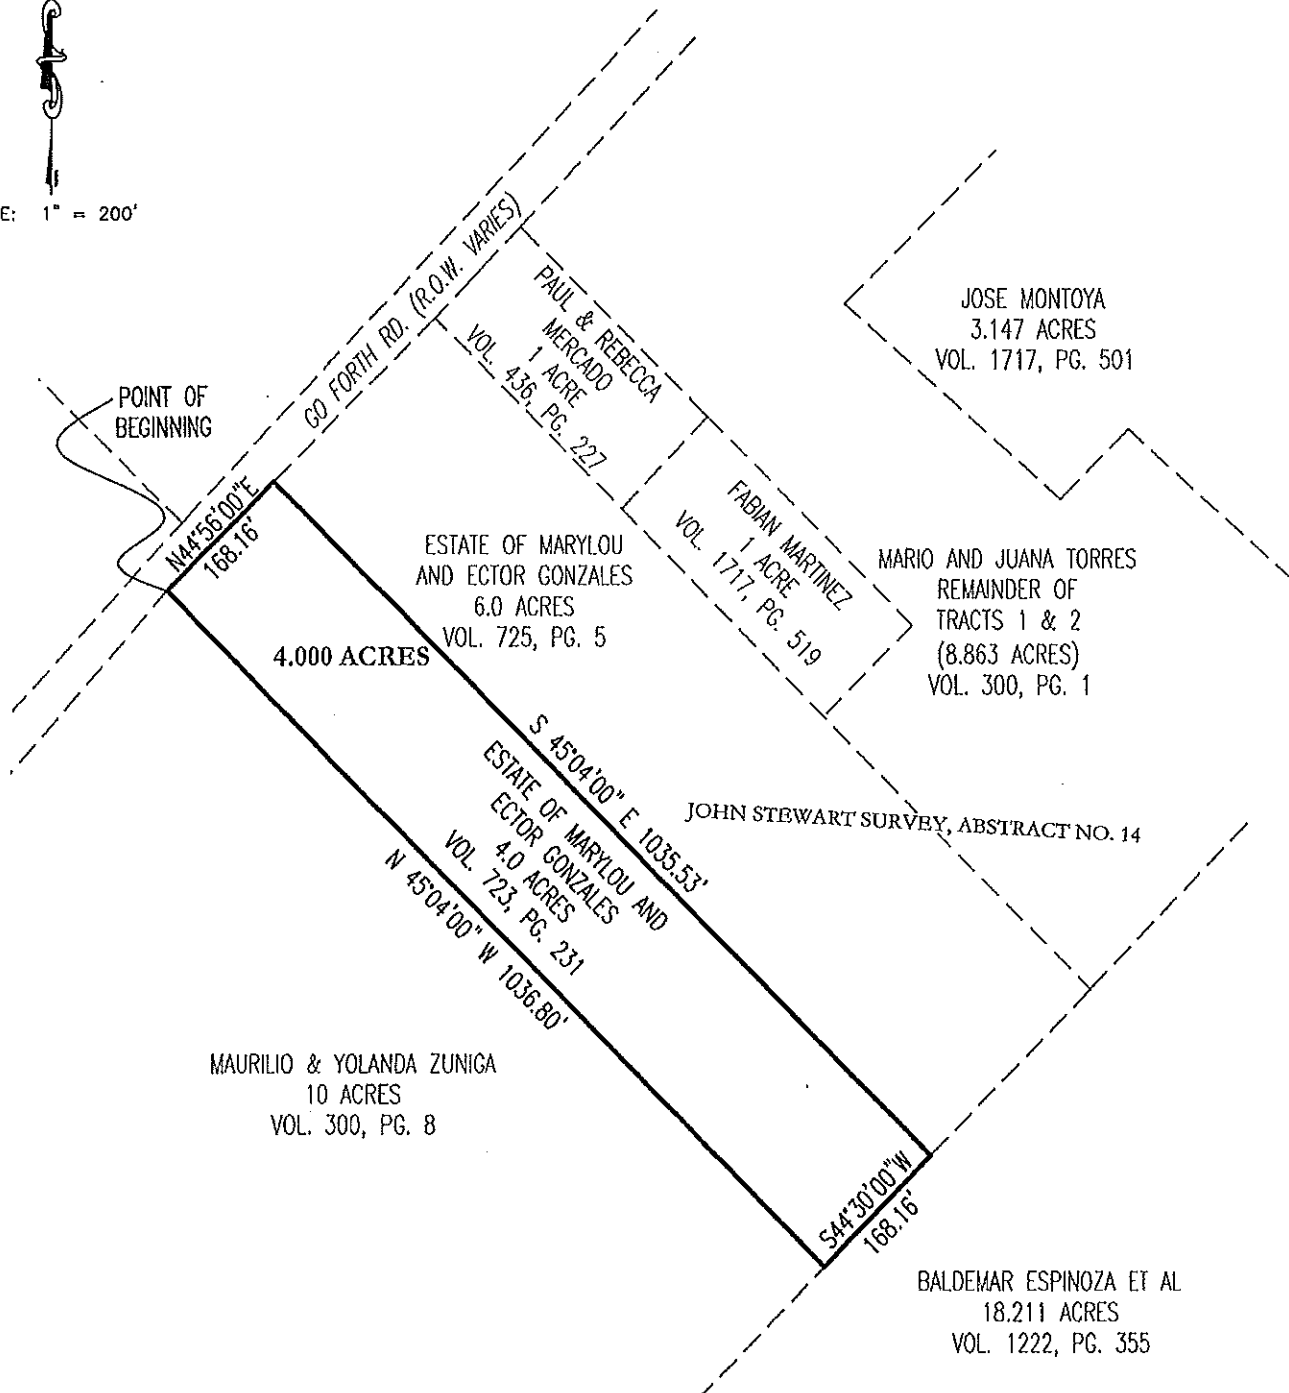 E: 1" = 200'
GO FORTH RD. (R.O.W. VARIES)
PAUL & REBECCA
MERCADO
1 ACRE
VOL. 436, PG. 227
JOSE MONTOYA
3.147 ACRES
VOL. 1717, PG. 501
POINT OF
BEGINNING
N44°56'00"E
168.16'
ESTATE OF MARYLOU
AND ECTOR GONZALES
6.0 ACRES
VOL. 725, PG. 5
FABIAN MARTINEZ
1 ACRE
VOL. 1717, PG. 519
MARIO AND JUANA TORRES
REMAINDER OF
TRACTS 1 & 2
(8.863 ACRES)
VOL. 300, PG. 1
4.000 ACRES
S 45°04'00" E 1035.53'
ESTATE OF MARYLOU AND
ECTOR GONZALES
4.0 ACRES
VOL. 723, PG. 231
N 45°04'00" W 1036.80'
JOHN STEWART SURVEY, ABSTRACT NO. 14
MAURILIO & YOLANDA ZUNIGA
10 ACRES
VOL. 300, PG. 8
S44°30'00"W
168.16'
BALDEMAR ESPINOZA ET AL
18.211 ACRES
VOL. 1222, PG. 355